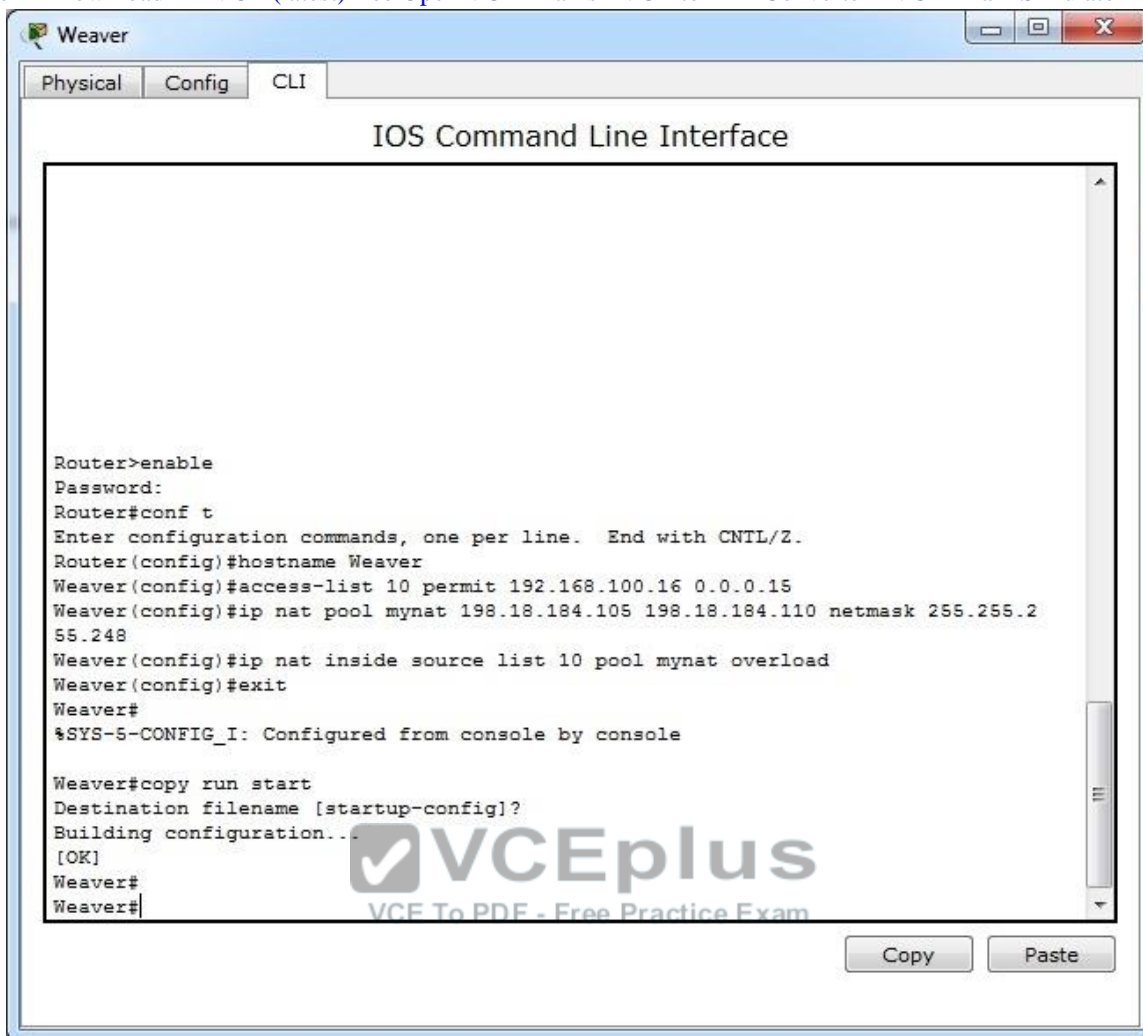 Weaver
Physical Config CLI
IOS Command Line Interface
Router>enable
Password:
Router#conf t
Enter configuration commands, one per line.  End with CNTL/Z.
Router(config)#hostname Weaver
Weaver(config)#access-list 10 permit 192.168.100.16 0.0.0.15
Weaver(config)#ip nat pool mynat 198.18.184.105 198.18.184.110 netmask 255.255.2
55.248
Weaver(config)#ip nat inside source list 10 pool mynat overload
Weaver(config)#exit
Weaver#
%SYS-5-CONFIG_I: Configured from console by console
Weaver#copy run start
Destination filename [startup-config]?
Building configuration...
[OK]
Weaver#
Weaver#
VCEplus
VCE To PDF - Free Practice Exam
Copy Paste